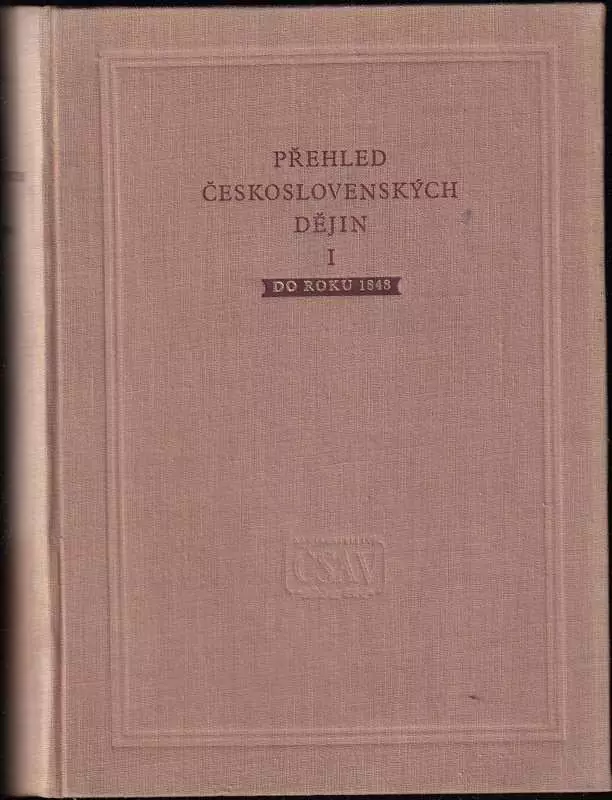 PŘEHLED
ČESKOSLOVENSKÝCH
DĚJIN
I
DO ROKU 1848
ČSAV